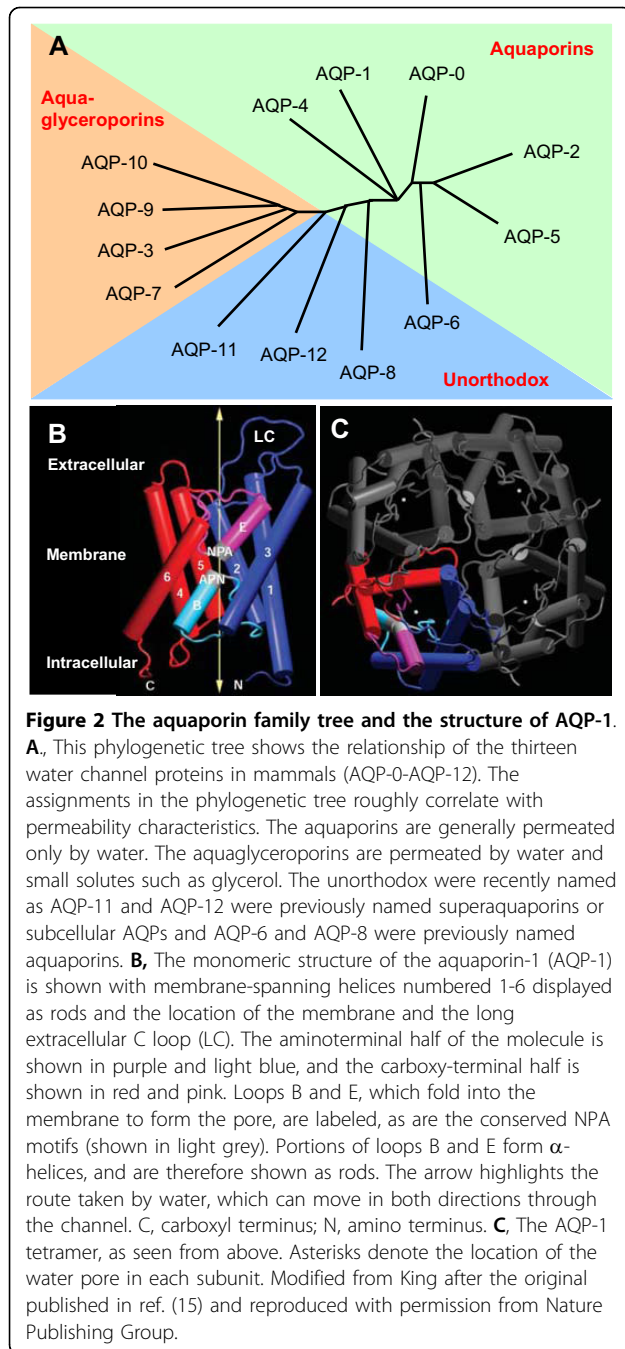 A
Aquaporins
AQP-1
AQP-0
AQP-4
Aqua-
glyceroporins
AQP-10
AQP-2
AQP-9
AQP-3
AQP-5
AQP-7
AQP-6
AQP-11
AQP-12
AQP-8
Unorthodox
B
LC
C
Extracellular
E
Membrane
NPA
3
5
2
APN
6
4
1
B
Intracellular
C
N
Figure 2 The aquaporin family tree and the structure of AQP-1.
A., This phylogenetic tree shows the relationship of the thirteen
water channel proteins in mammals (AQP-0-AQP-12). The
assignments in the phylogenetic tree roughly correlate with
permeability characteristics. The aquaporins are generally permeated
only by water. The aquaglyceroporins are permeated by water and
small solutes such as glycerol. The unorthodox were recently named
as AQP-11 and AQP-12 were previously named superaquaporins or
subcellular AQPs and AQP-6 and AQP-8 were previously named
aquaporins. B, The monomeric structure of the aquaporin-1 (AQP-1)
is shown with membrane-spanning helices numbered 1-6 displayed
as rods and the location of the membrane and the long
extracellular C loop (LC). The aminoterminal half of the molecule is
shown in purple and light blue, and the carboxy-terminal half is
shown in red and pink. Loops B and E, which fold into the
membrane to form the pore, are labeled, as are the conserved NPA
motifs (shown in light grey). Portions of loops B and E form α-
helices, and are therefore shown as rods. The arrow highlights the
route taken by water, which can move in both directions through
the channel. C, carboxyl terminus; N, amino terminus. C, The AQP-1
tetramer, as seen from above. Asterisks denote the location of the
water pore in each subunit. Modified from King after the original
published in ref. (15) and reproduced with permission from Nature
Publishing Group.